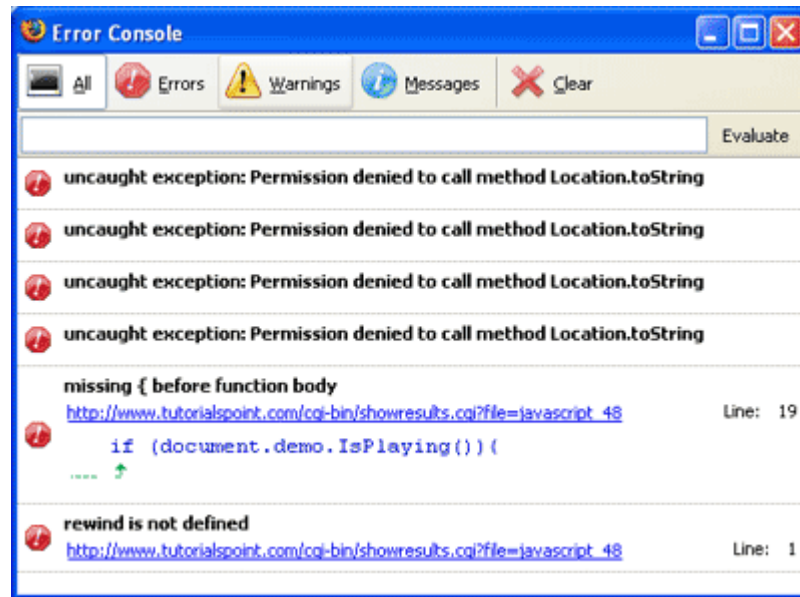 Error Console
All Errors Warnings Messages Clear
Evaluate
uncaught exception: Permission denied to call method Location.toString
uncaught exception: Permission denied to call method Location.toString
uncaught exception: Permission denied to call method Location.toString
uncaught exception: Permission denied to call method Location.toString
missing { before function body
http://www.tutorialspoint.com/cgi-bin/showresults.cgi?file=javascript_48 Line: 19
if (document.demo.IsPlaying()){
rewind is not defined
http://www.tutorialspoint.com/cgi-bin/showresults.cgi?file=javascript_48 Line: 1